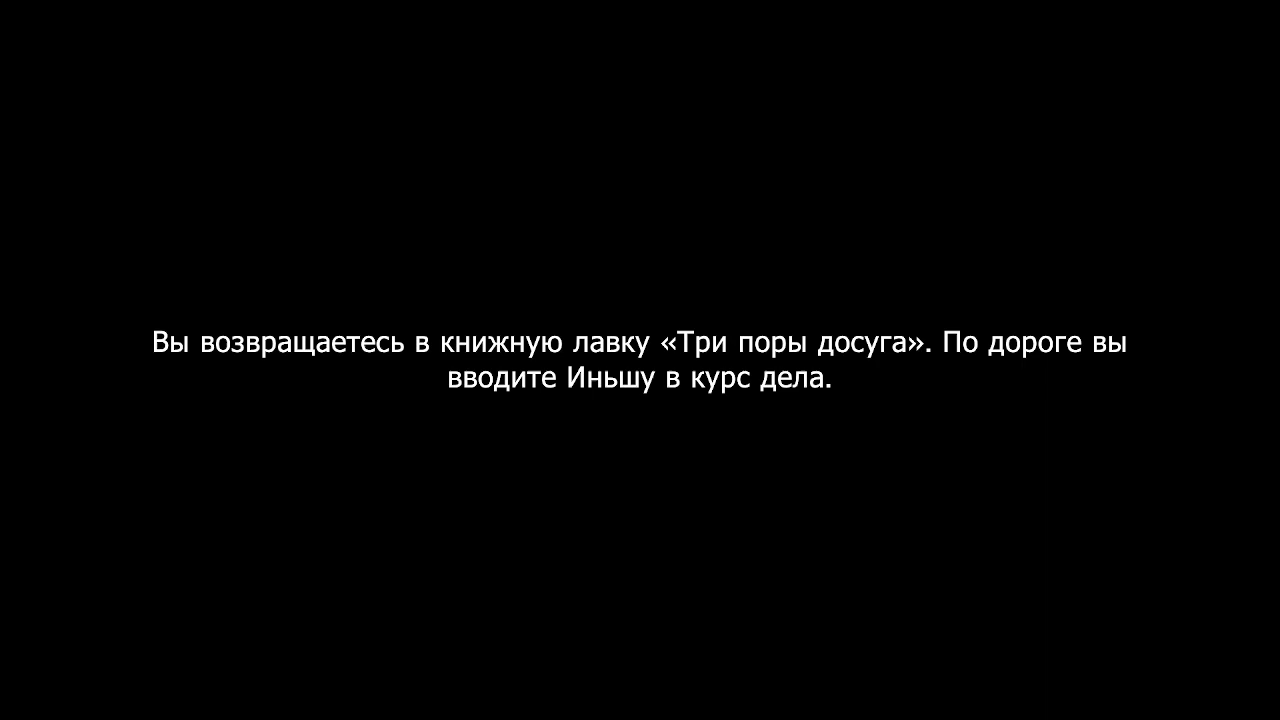 Вы возвращаетесь в книжную лавку «Три поры досуга». По дороге вы
вводите Иньшу в курс дела.